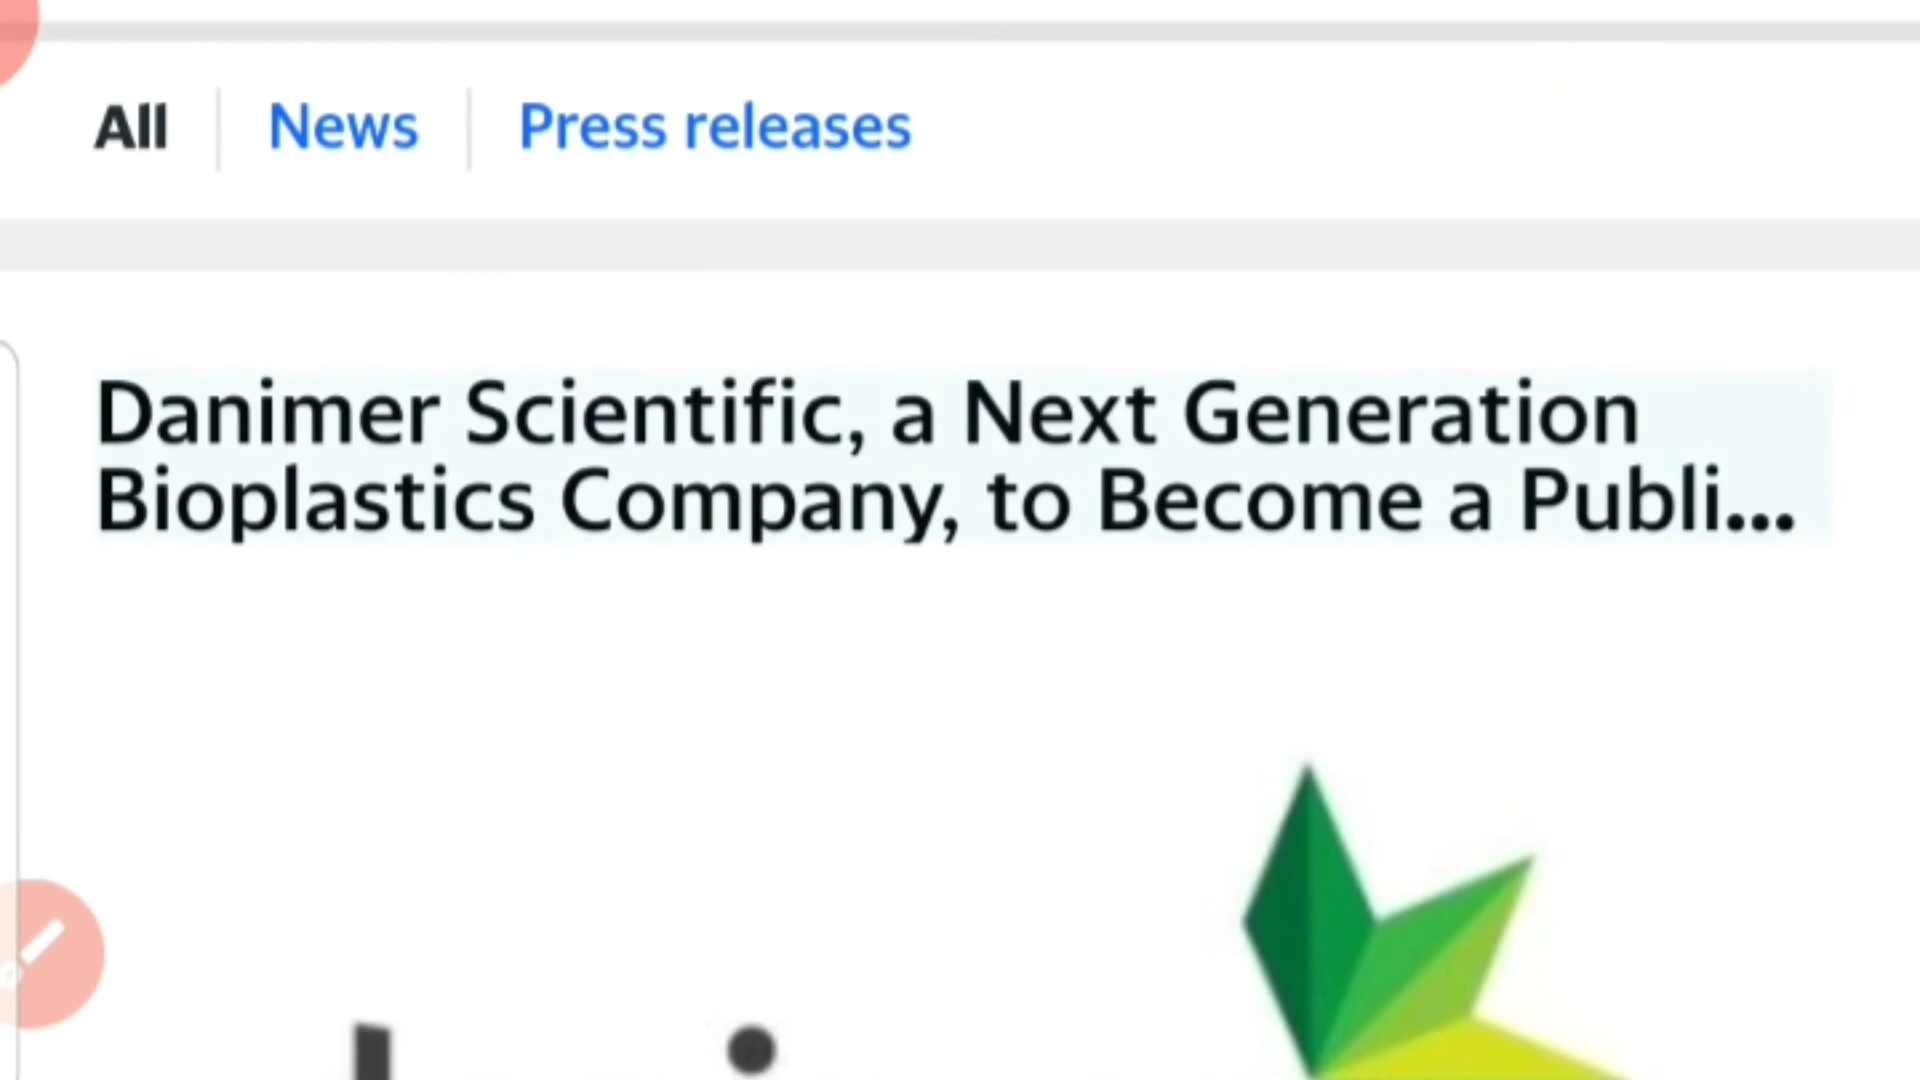 All News Press releases
Danimer Scientific, a Next Generation
Bioplastics Company, to Become a Publi...